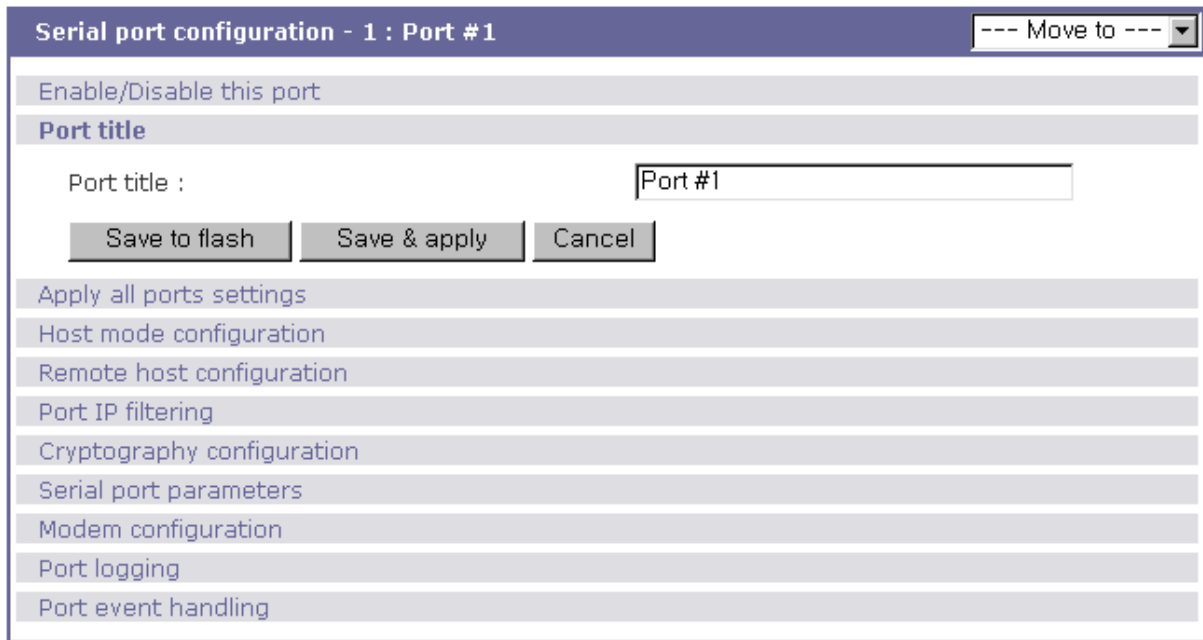 Serial port configuration - 1 : Port #1 --- Move to ---
Enable/Disable this port
Port title
Port title : Port #1
Save to flash Save & apply Cancel
Apply all ports settings
Host mode configuration
Remote host configuration
Port IP filtering
Cryptography configuration
Serial port parameters
Modem configuration
Port logging
Port event handling